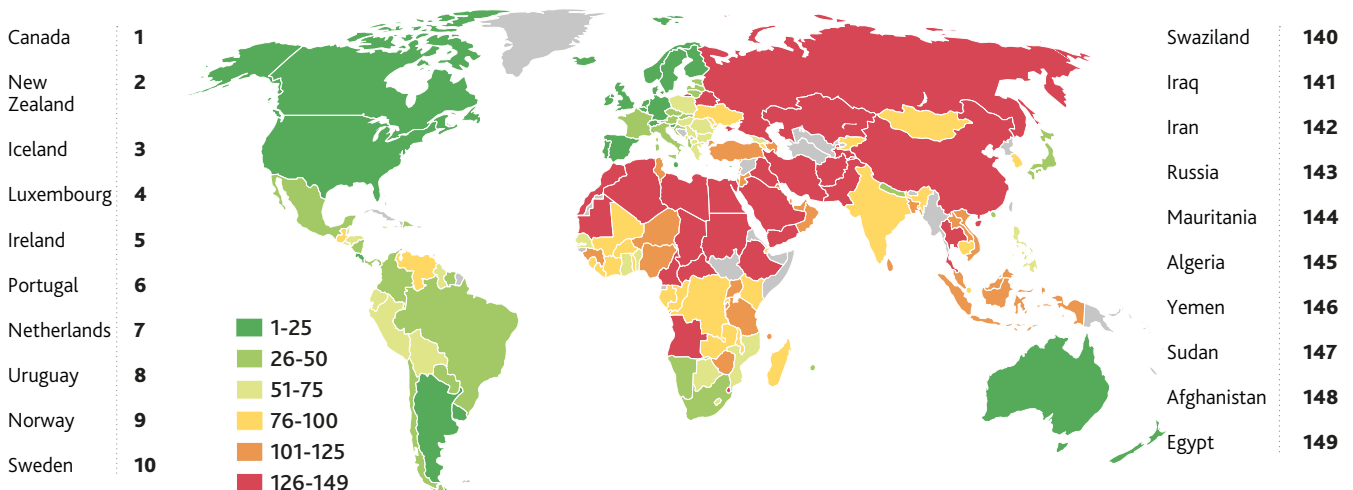 Canada 1
New
Zealand 2
Iceland 3
Luxembourg 4
Ireland 5
Portugal 6
Netherlands 7
Uruguay 8
Norway 9
Sweden 10
1-25
26-50
51-75
76-100
101-125
126-149
Swaziland 140
Iraq 141
Iran 142
Russia 143
Mauritania 144
Algeria 145
Yemen 146
Sudan 147
Afghanistan 148
Egypt 149